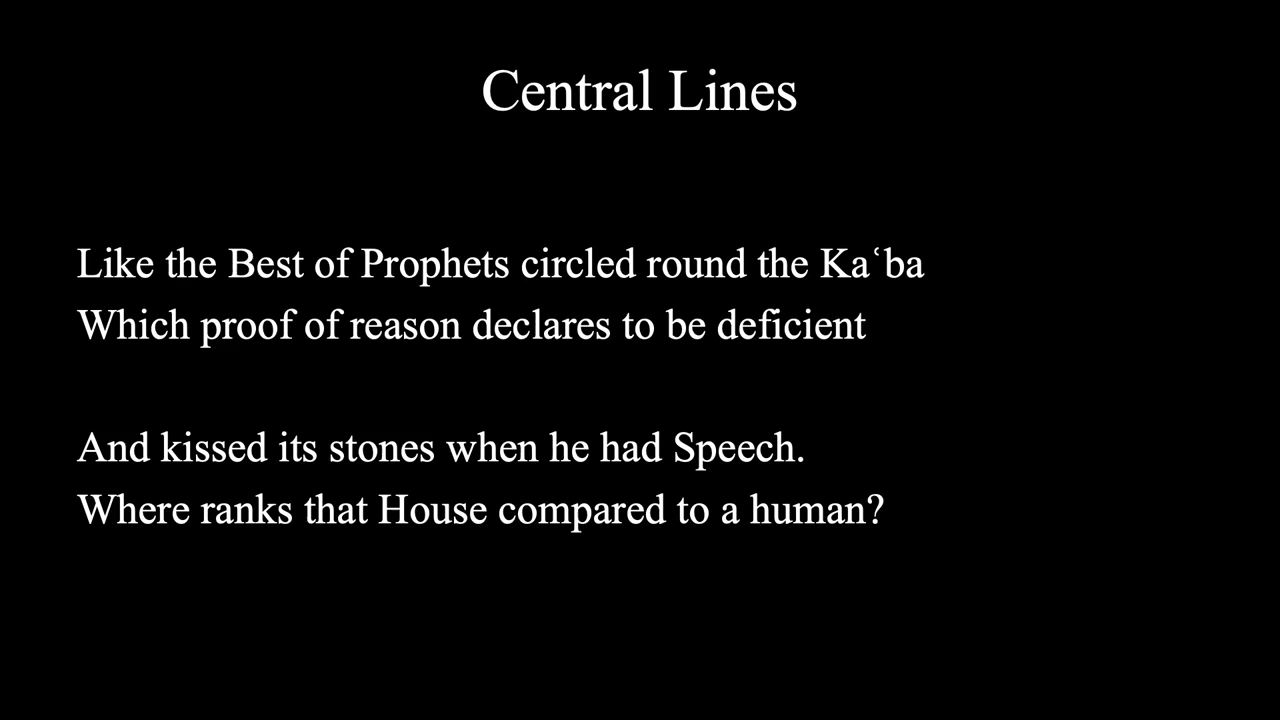 Central Lines
Like the Best of Prophets circled round the Kaʿba
Which proof of reason declares to be deficient
And kissed its stones when he had Speech.
Where ranks that House compared to a human?